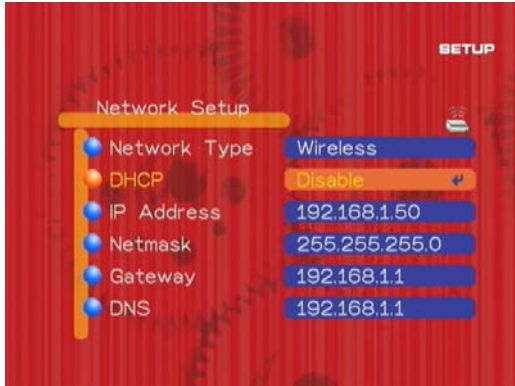 SETUP
Network Setup
Network Type Wireless
DHCP Disable
IP Address 192.168.1.50
Netmask 255.255.255.0
Gateway 192.168.1.1
DNS 192.168.1.1